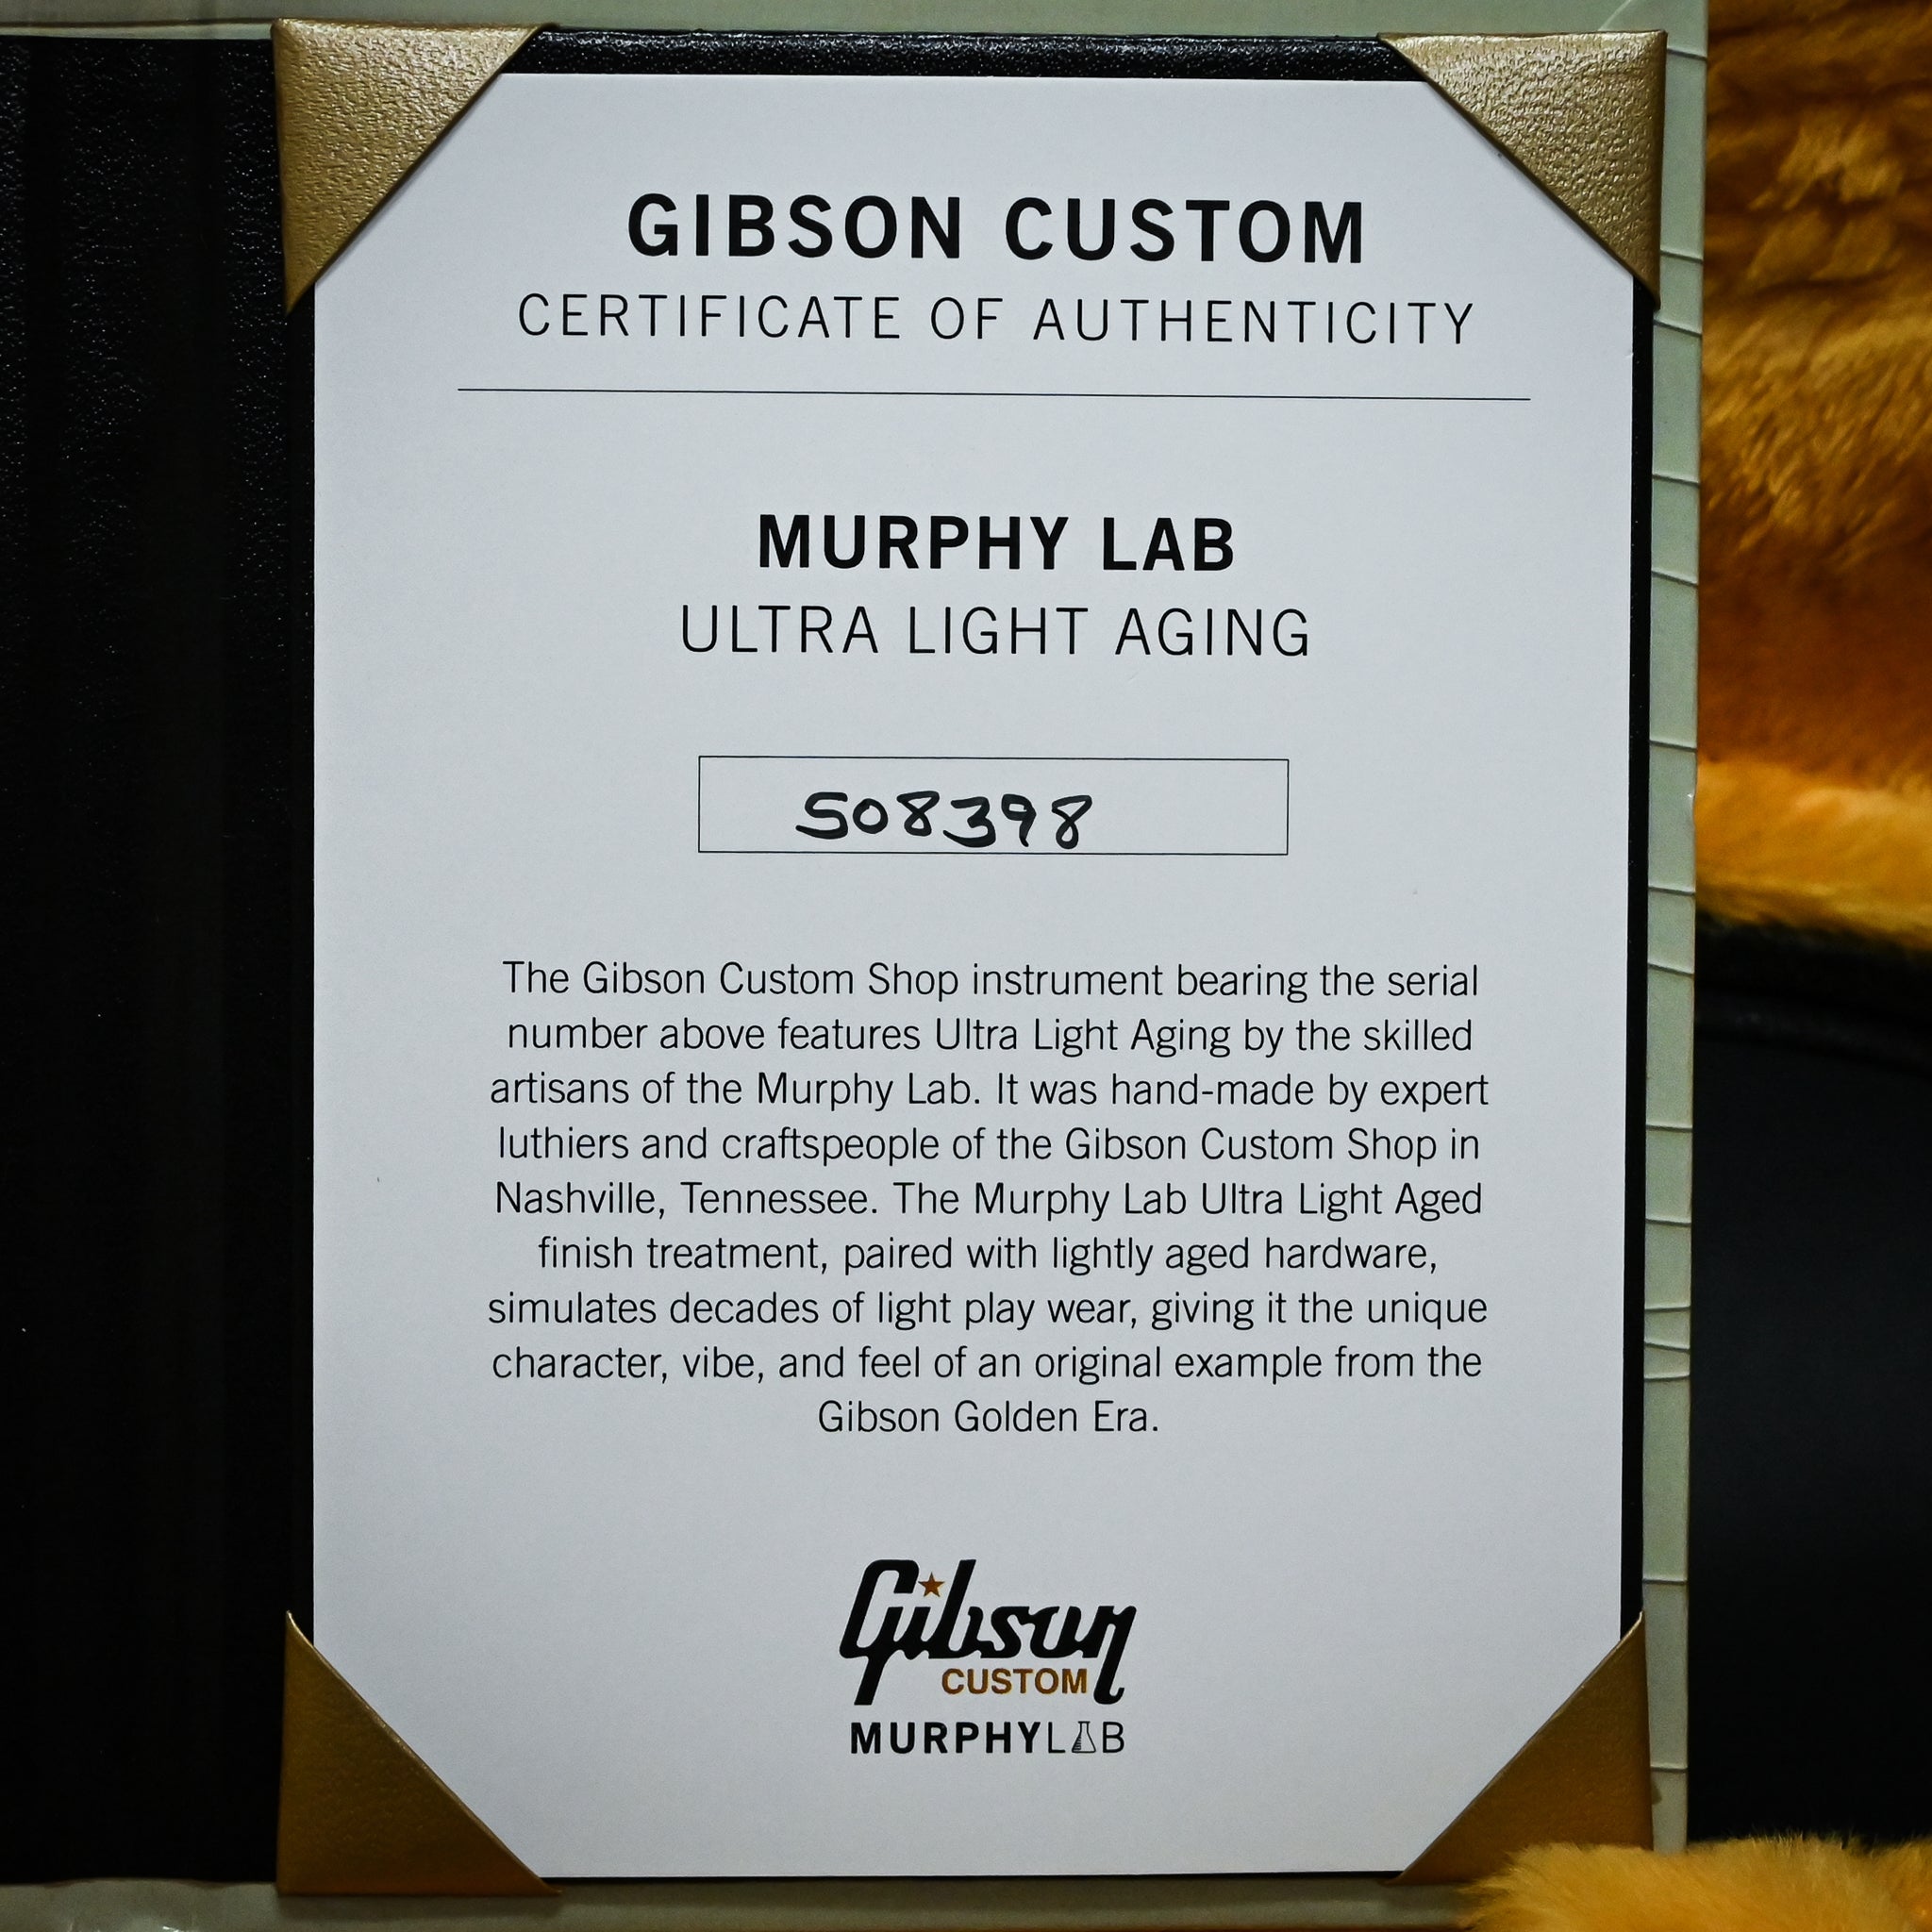 GIBSON CUSTOM
CERTIFICATE OF AUTHENTICITY
MURPHY LAB
ULTRA LIGHT AGING
508398
The Gibson Custom Shop instrument bearing the serial
number above features Ultra Light Aging by the skilled
artisans of the Murphy Lab. It was hand-made by expert
luthiers and craftspeople of the Gibson Custom Shop in
Nashville, Tennessee. The Murphy Lab Ultra Light Aged
finish treatment, paired with lightly aged hardware,
simulates decades of light play wear, giving it the unique
character, vibe, and feel of an original example from the
Gibson Golden Era.
Gibson
CUSTOM
MURPHYLAB